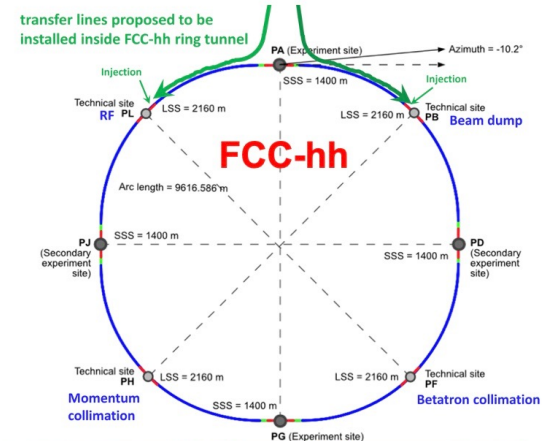 transfer lines proposed to be
installed inside FCC-hh ring tunnel
PA (Experiment site)
Azimuth = -10.2°
Injection
SSS = 1400 m
Injection
Technical site
RF PL
LSS = 2160 m
LSS = 2160 m
Technical site
PB
Beam dump
FCC-hh
Arc length = 9616.586 m
PJ
(Secondary
experiment
site)
SSS = 1400 m
SSS = 1400 m
PD
(Secondary
experiment
site)
Technical site
PH
LSS = 2160 m
LSS = 2160 m
Technical site
PF
Momentum
collimation
SSS = 1400 m
Betatron collimation
PG (Experiment site)